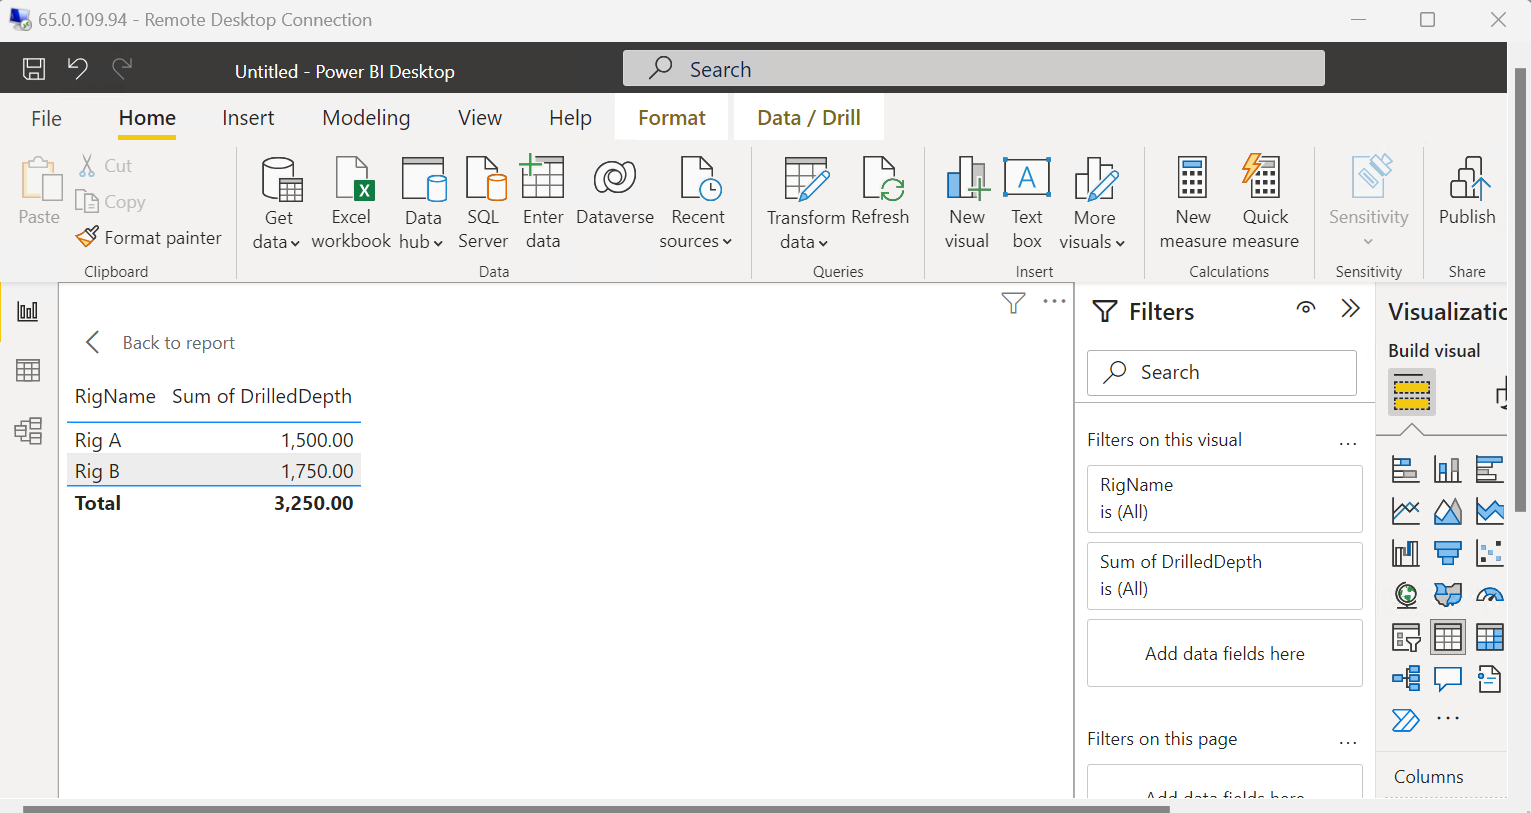 65.0.109.94 - Remote Desktop Connection
Untitled - Power BI Desktop
Search
File Home Insert Modeling View Help Format Data / Drill
Paste
Cut
Copy
Format painter
Clipboard
Get data
Excel workbook
Data hub
SQL Server
Enter data
Dataverse
Recent sources
Data
Transform data
Refresh
Queries
New visual
Text box
More visuals
Insert
New measure
Quick measure
Calculations
Sensitivity
Sensitivity
Publish
Share
Back to report
RigName Sum of DrilledDepth
Rig A 1,500.00
Rig B 1,750.00
Total 3,250.00
Filters
Search
Filters on this visual
RigName
is (All)
Sum of DrilledDepth
is (All)
Add data fields here
Filters on this page
Add data fields here
Visualizatic
Build visual
Columns